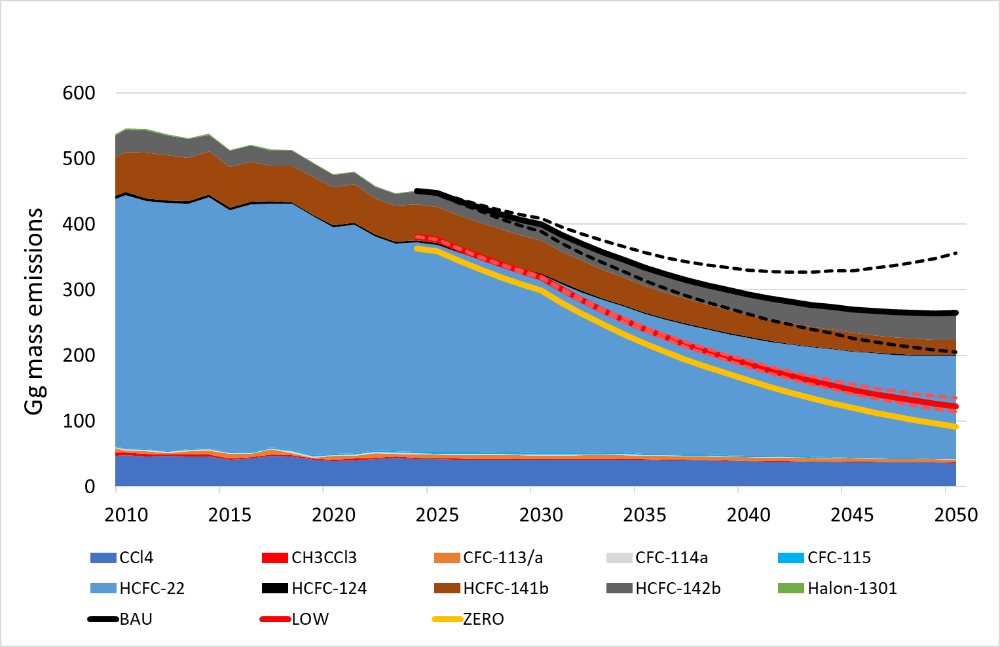 600
500
400
300
200
100
0
Gg mass emissions
2010 2015 2020 2025 2030 2035 2040 2045 2050
CCl4 CH3CCl3 CFC-113/a CFC-114a CFC-115
HCFC-22 HCFC-124 HCFC-141b HCFC-142b Halon-1301
BAU LOW ZERO